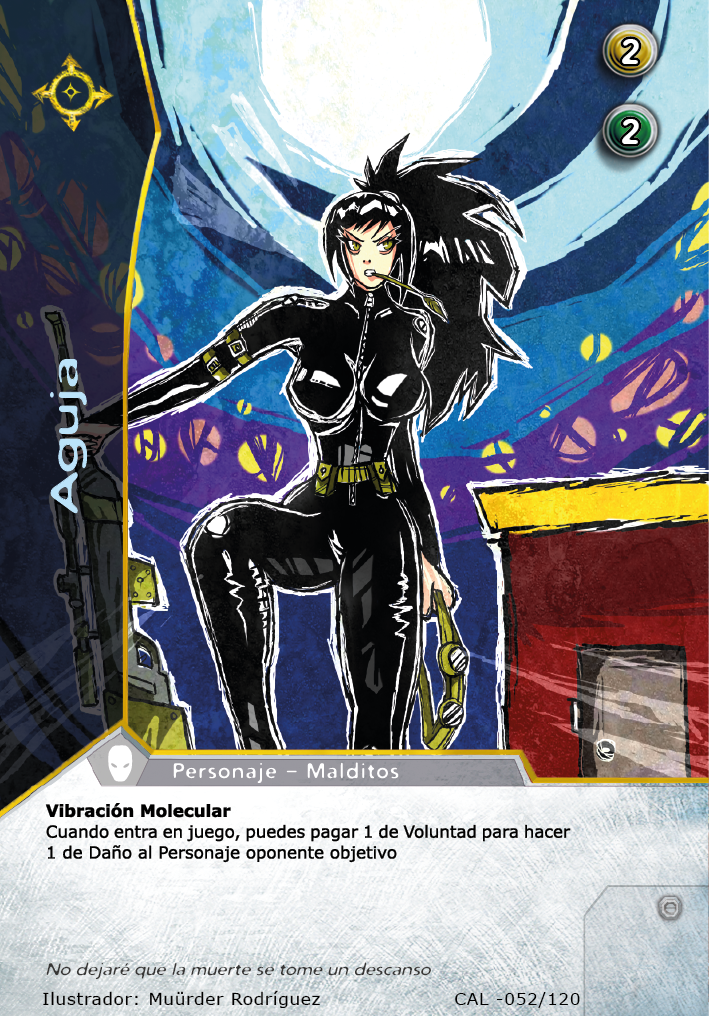 2
2
Aguja
Personaje – Malditos
Vibración Molecular
Cuando entra en juego, puedes pagar 1 de Voluntad para hacer
1 de Daño al Personaje oponente objetivo
No dejaré que la muerte se tome un descanso
Ilustrador: Muürder Rodríguez CAL -052/120